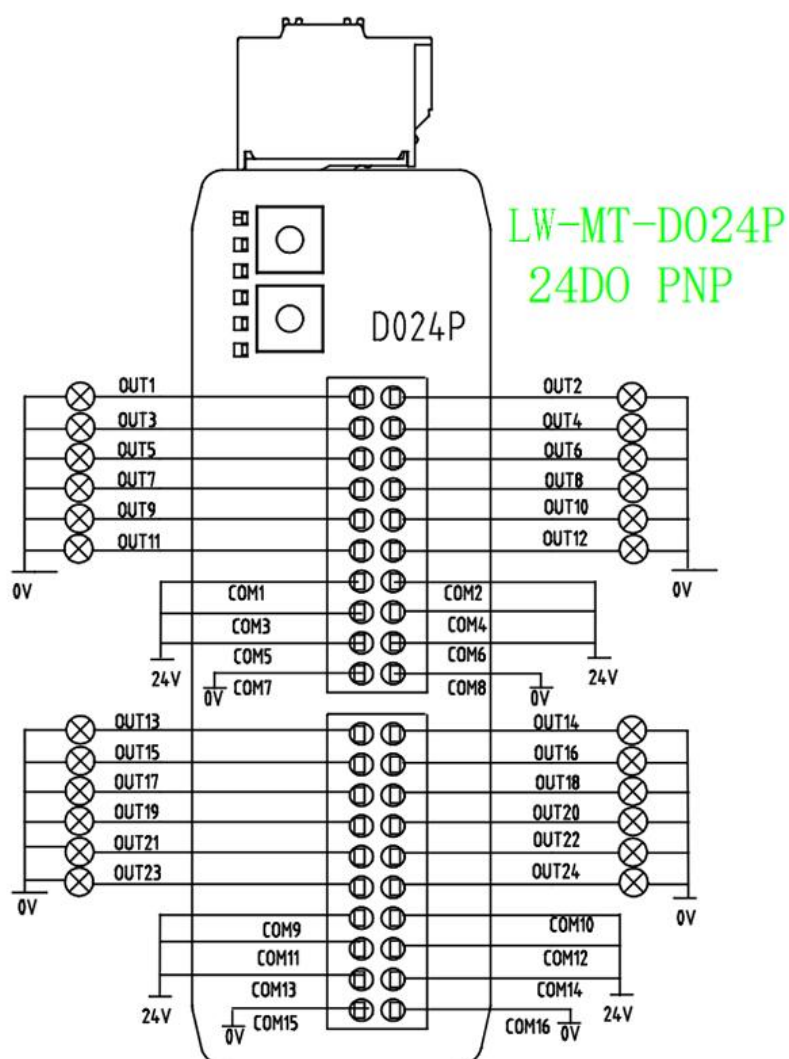 LW-MT-DO24P
24DO PNP
DO24P
OUT1 OUT2
OUT3 OUT4
OUT5 OUT6
OUT7 OUT8
OUT9 OUT10
OUT11 OUT12
0V 0V
COM1 COM2
COM3 COM4
COM5 COM6
24V 24V
0V COM7 COM8 0V
OUT13 OUT14
OUT15 OUT16
OUT17 OUT18
OUT19 OUT20
OUT21 OUT22
OUT23 OUT24
0V 0V
COM9 COM10
COM11 COM12
COM13 COM14
24V 24V
0V COM15 COM16 0V